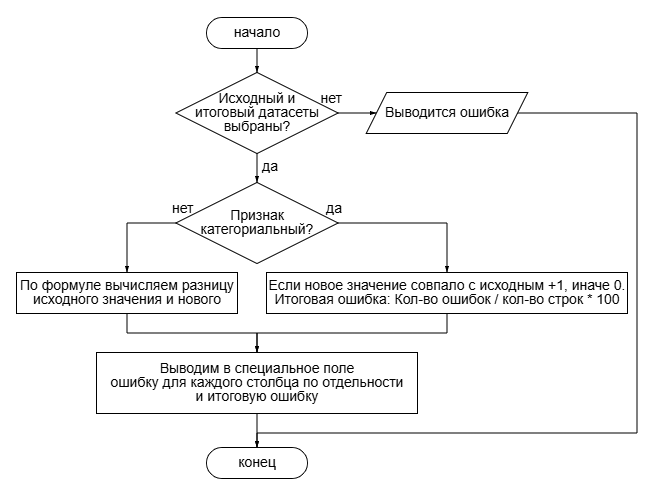 начало
Исходный и
итоговый датасеты
выбраны?
нет
Выводится ошибка
да
Признак
категориальный?
нет
да
По формуле вычисляем разницу
исходного значения и нового
Если новое значение совпало с исходным +1, иначе 0.
Итоговая ошибка: Кол-во ошибок / кол-во строк * 100
Выводим в специальное поле
ошибку для каждого столбца по отдельности
и итоговую ошибку
конец